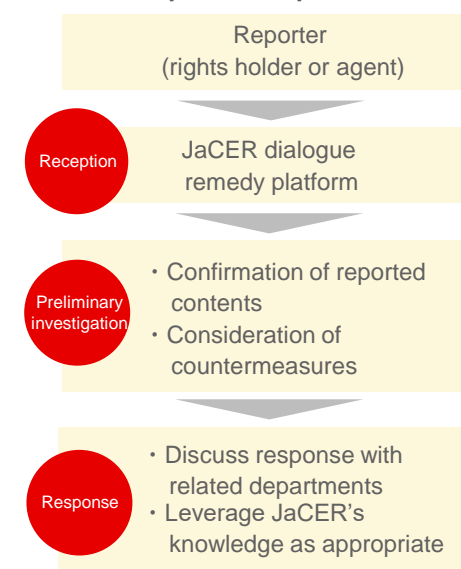 Reporter
(rights holder or agent)
Reception
JaCER dialogue
remedy platform
Preliminary
investigation
・Confirmation of reported
contents
・Consideration of
countermeasures
Response
・Discuss response with
related departments
・Leverage JaCER's
knowledge as appropriate